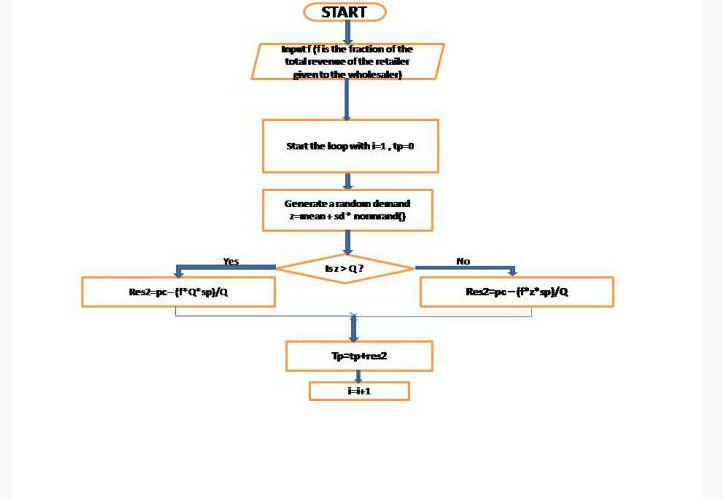 START
Input f (f is the fraction of the
total revenue of the retailer
given to the wholesaler)
Start the loop with i=1 , tp=0
Generate a random demand
z=mean + sd * normrand()
Is z > Q ?
Yes
No
Res2=pc-(f*Q*sp)/Q
Res2=pc-(f*z*sp)/Q
Tp=tp+res2
i=i+1